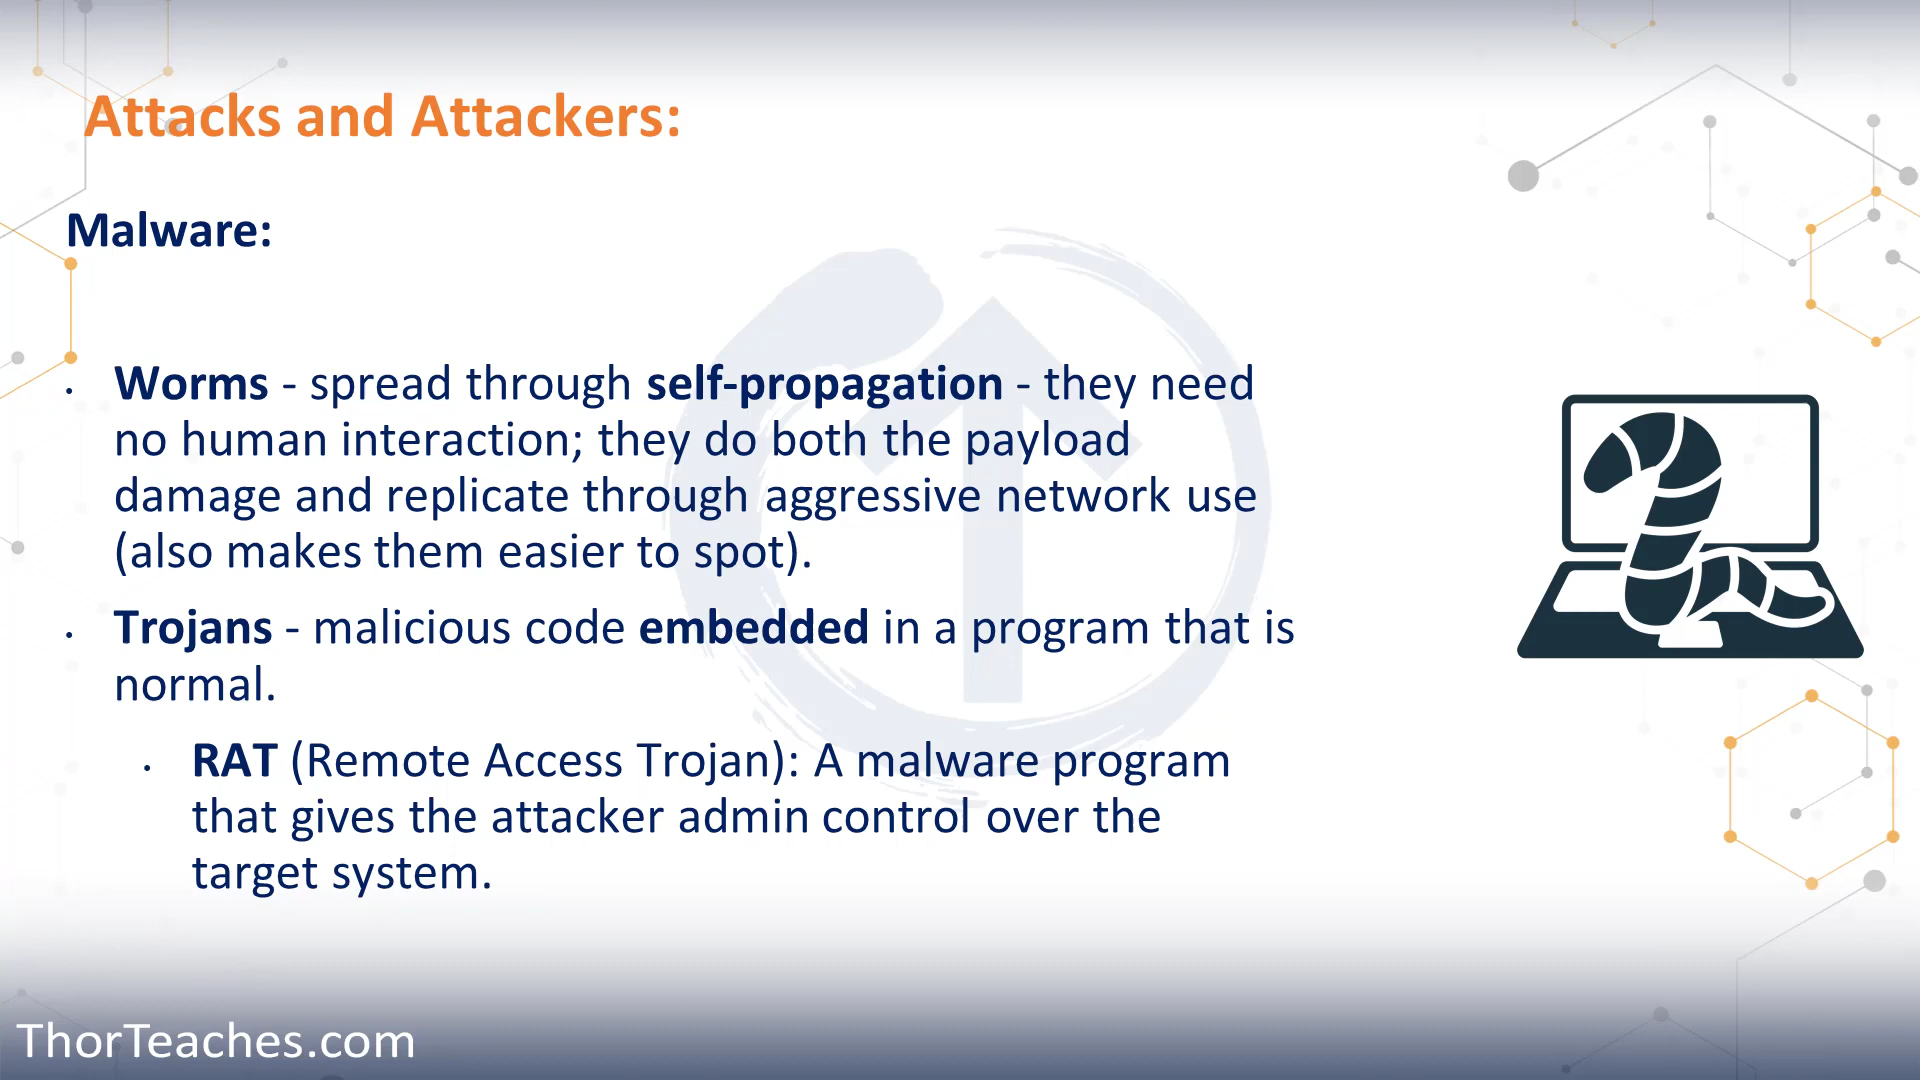 Attacks and Attackers:
Malware:
• Worms - spread through self-propagation - they need
no human interaction; they do both the payload
damage and replicate through aggressive network use
(also makes them easier to spot).
• Trojans - malicious code embedded in a program that is
normal.
• RAT (Remote Access Trojan): A malware program
that gives the attacker admin control over the
target system.
ThorTeaches.com